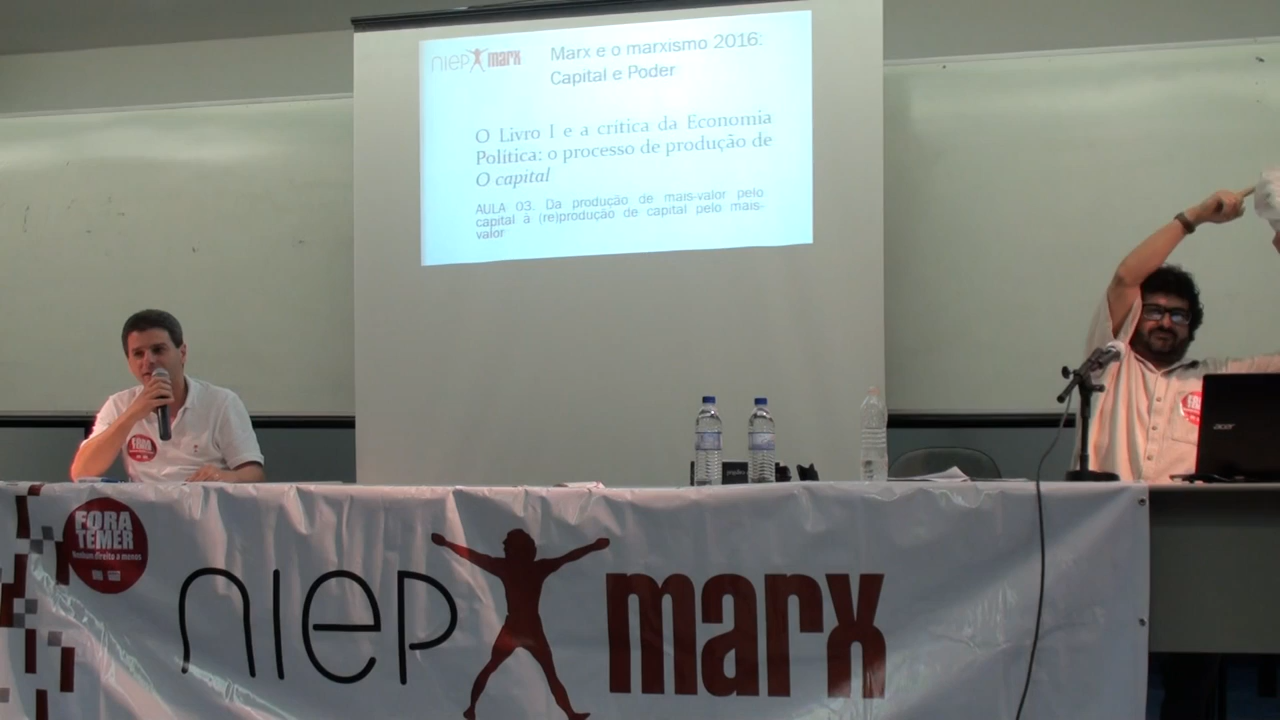 niep marx
Marx e o marxismo 2016:
Capital e Poder
O Livro I e a crítica da Economia
Política: o processo de produção de
O capital
AULA 03. Da produção de mais-valor pelo
capital à (re)produção de capital pelo mais-
valor
FORA
acer
FORA
TEMER
Nenhum direito a menos
niep marx